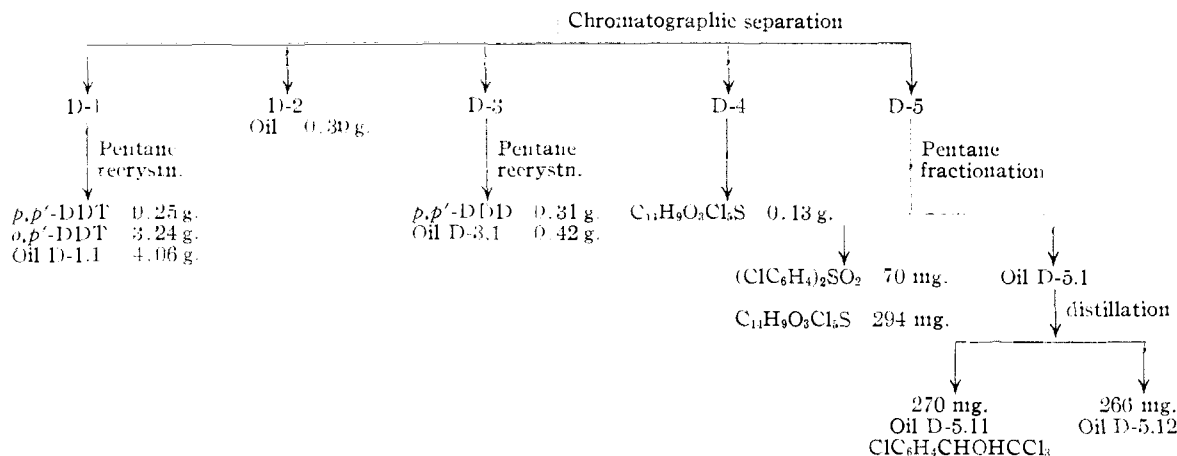 Chromatographic separation
D-1
D-2
D-3
D-4
D-5
Oil 0.30 g.
Pentane recrystn.
Pentane recrystn.
Pentane fractionation
p,p′-DDT 0.25 g.
o,p′-DDT 3.24 g.
Oil D-1.1 4.06 g.
p,p′-DDD 0.31 g.
Oil D-3.1 0.42 g.
C₁₄H₉O₃Cl₅S 0.13 g.
(ClC₆H₄)₂SO₂ 70 mg.
C₁₄H₉O₃Cl₅S 294 mg.
Oil D-5.1
distillation
270 mg.
Oil D-5.11
ClC₆H₄CHOHCCl₃
266 mg.
Oil D-5.12